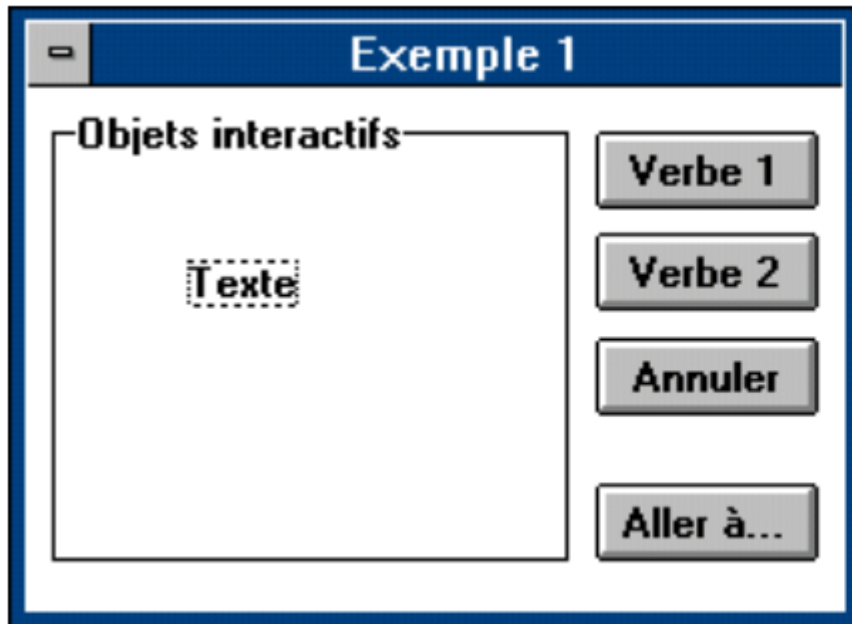 Exemple 1
Objets interactifs
Texte
Verbe 1
Verbe 2
Annuler
Aller à...